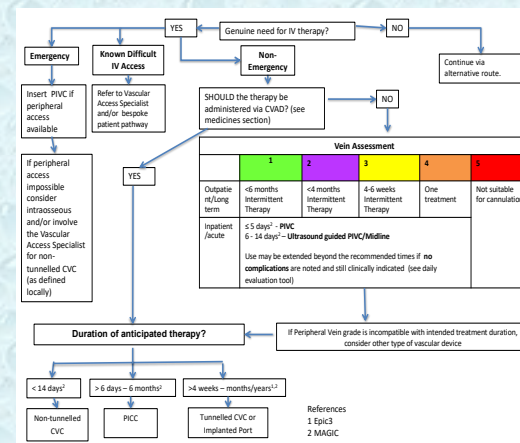 Genuine need for IV therapy?
YES
NO
Emergency
Known Difficult
IV Access
Non-
Emergency
Continue via
alternative route.
Insert PIVC if
peripheral
access
available
Refer to Vascular
Access Specialist
and/or bespoke
patient pathway
SHOULD the therapy be
administered via CVAD? (see
medicines section)
NO
If peripheral
access
impossible
consider
intraosseous
and/or involve
the Vascular
Access Specialist
for non-
tunnelled CVC
(as defined
locally)
YES
Vein Assessment
1 2 3 4 5
Outpatie
nt/Long
term
<6 months
Intermittent
Therapy
<4 months
Intermittent
Therapy
4-6 weeks
Intermittent
Therapy
One
treatment
Not suitable
for cannulation
Inpatient
/acute
≤ 5 days² - PIVC
6 - 14 days² – Ultrasound guided PIVC/Midline
Use may be extended beyond the recommended times if no
complications are noted and still clinically indicated (see daily
evaluation tool)
Duration of anticipated therapy?
If Peripheral Vein grade is incompatible with intended treatment duration,
consider other type of vascular device
< 14 days²
> 6 days – 6 months²
>4 weeks – months/years¹,²
Non-tunnelled
CVC
PICC
Tunnelled CVC or
Implanted Port
References
1 Epic3
2 MAGIC